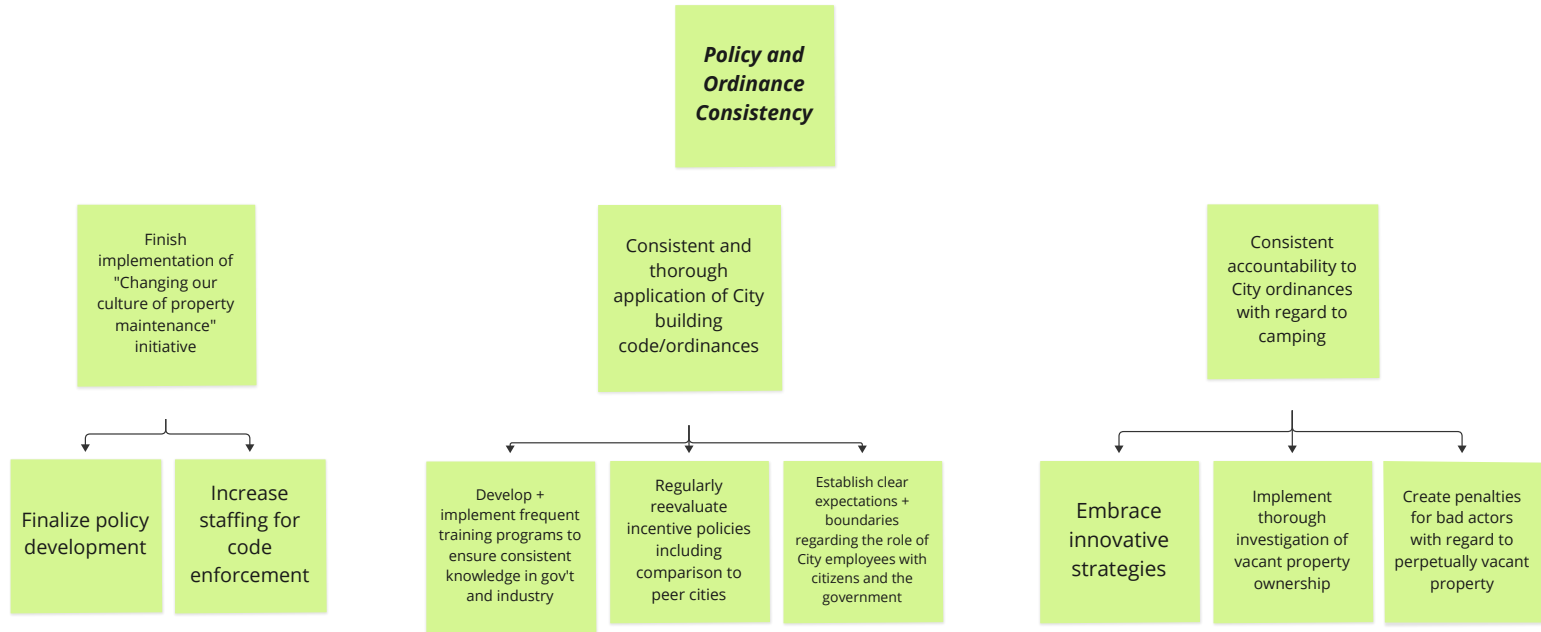 Policy and
Ordinance
Consistency
Finish
implementation of
"Changing our
culture of property
maintenance"
initiative
Consistent and
thorough
application of City
building
code/ordinances
Consistent
accountability to
City ordinances
with regard to
camping
Finalize policy
development
Increase
staffing for
code
enforcement
Develop +
implement frequent
training programs to
ensure consistent
knowledge in gov't
and industry
Regularly
reevaluate
incentive policies
including
comparison to
peer cities
Establish clear
expectations +
boundaries
regarding the role of
City employees with
citizens and the
government
Embrace
innovative
strategies
Implement
thorough
investigation of
vacant property
ownership
Create penalties
for bad actors
with regard to
perpetually vacant
property